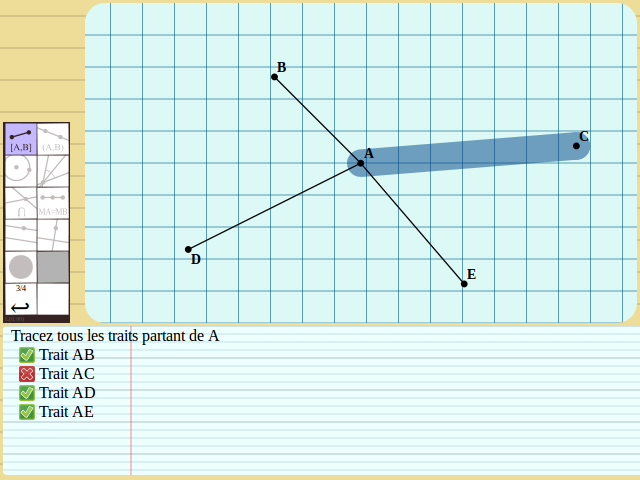 B
C
A
D
E
[A,B]
(A,B)
∩
MA=MB
3/4
Tracez tous les traits partant de A
Trait AB
Trait AC
Trait AD
Trait AE